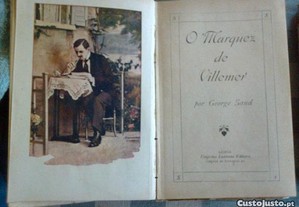 O Marquez
de
Villemer
por George Sand
CustoJusto.pt